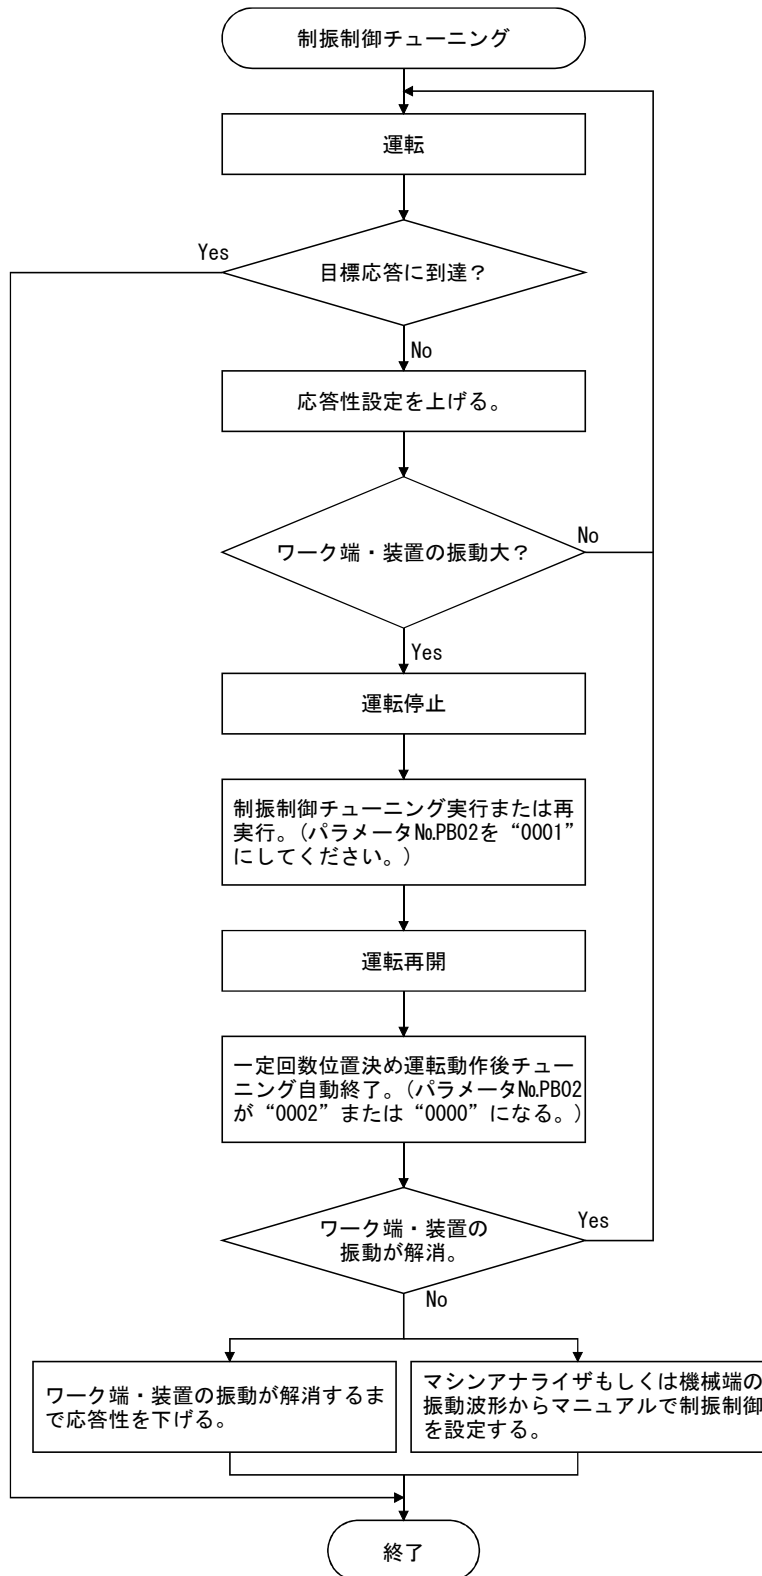 制振制御チューニング
運転
Yes
目標応答に到達？
No
応答性設定を上げる。
ワーク端・装置の振動大？
No
Yes
運転停止
制振制御チューニング実行または再
実行。(パラメータ№PB02を“0001”
にしてください。)
運転再開
一定回数位置決め運転動作後チュー
ニング自動終了。(パラメータ№PB02
が“0002”または“0000”になる。)
ワーク端・装置の
振動が解消。
Yes
No
ワーク端・装置の振動が解消するま
で応答性を下げる。
マシンアナライザもしくは機械端の
振動波形からマニュアルで制振制御
を設定する。
終了